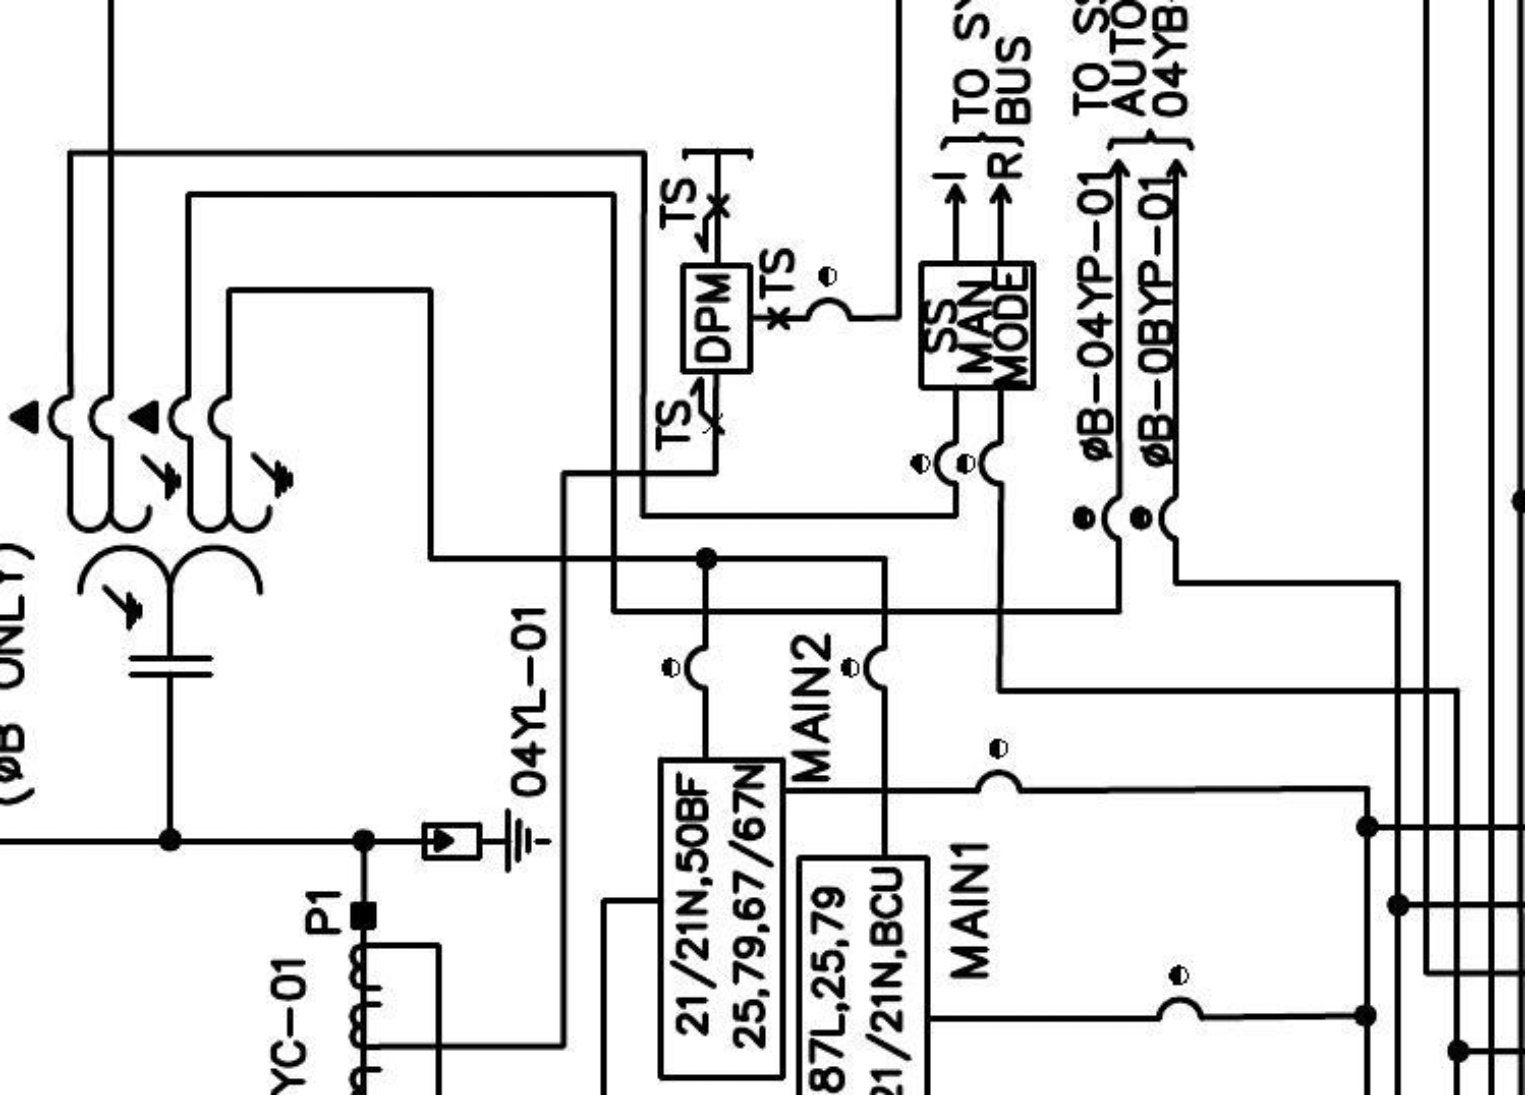 TO SY
BUS
TO SS
AUTO
04YB-
TS
I
R
DPM
TS
TS
SS
MAN
MODE
øB-04YP-01
øB-0BYP-01
(øB ONLY)
04YL-01
MAIN2
21/21N,50BF
25,79,67/67N
MAIN1
87L,25,79
21/21N,BCU
P1
YC-01